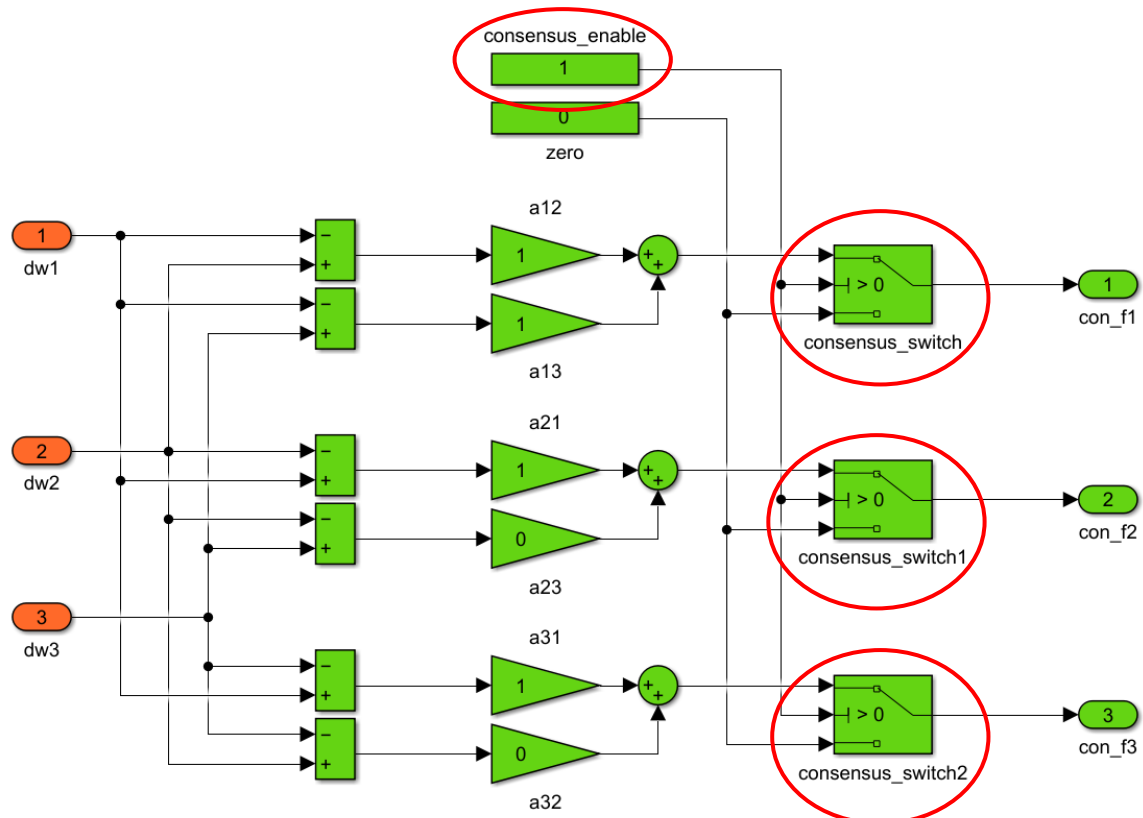 consensus_enable
1
0
zero
a12
1
dw1
−
+
1
+
+
> 0
1
con_f1
−
+
1
consensus_switch
a13
a21
2
dw2
−
+
1
+
+
> 0
2
con_f2
−
+
0
consensus_switch1
a23
3
dw3
a31
−
+
1
+
+
> 0
3
con_f3
−
+
0
consensus_switch2
a32